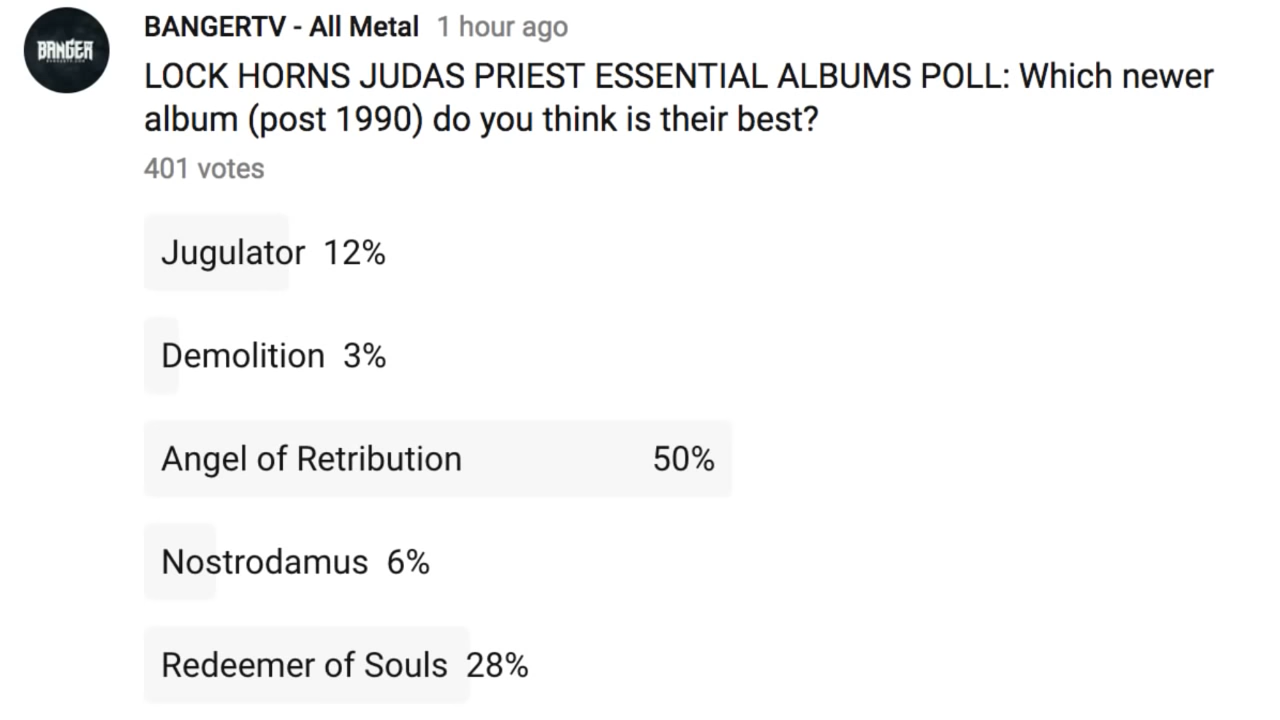 BANGER
BANGERTV - All Metal 1 hour ago
LOCK HORNS JUDAS PRIEST ESSENTIAL ALBUMS POLL: Which newer
album (post 1990) do you think is their best?
401 votes
Jugulator 12%
Demolition 3%
Angel of Retribution 50%
Nostrodamus 6%
Redeemer of Souls 28%